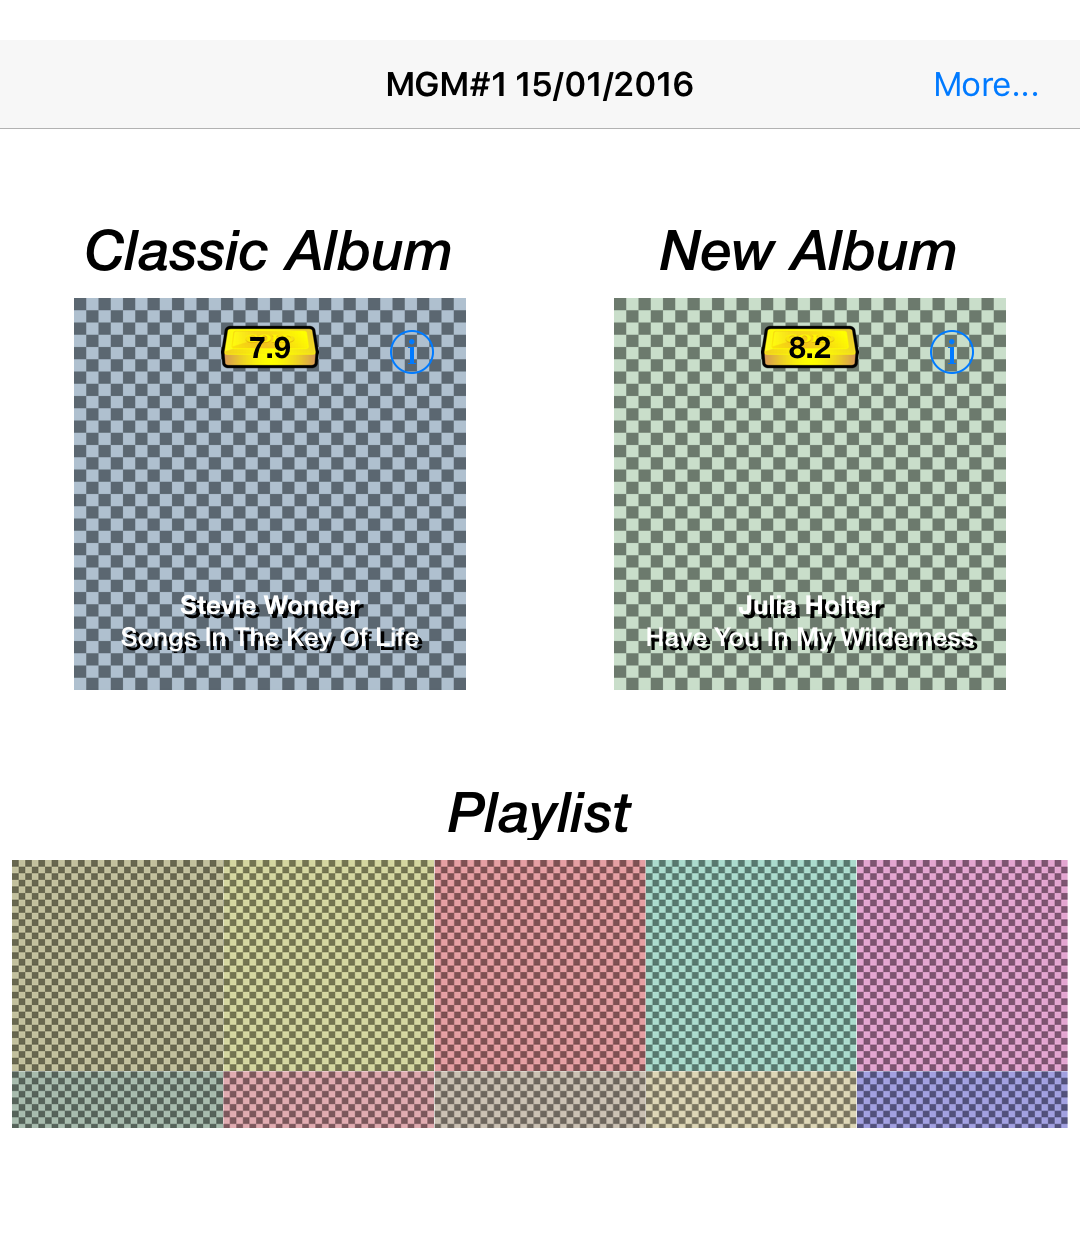 MGM#1 15/01/2016
More...
Classic Album
New Album
7.9
8.2
Stevie Wonder
Songs In The Key Of Life
Julia Holter
Have You In My Wilderness
Playlist